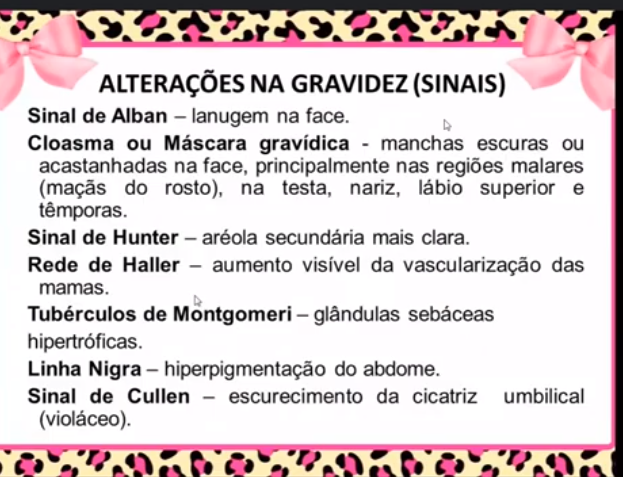 ALTERAÇÕES NA GRAVIDEZ (SINAIS)
Sinal de Alban – lanugem na face.
Cloasma ou Máscara gravídica - manchas escuras ou
acastanhadas na face, principalmente nas regiões malares
(maçãs do rosto), na testa, nariz, lábio superior e
têmporas.
Sinal de Hunter – aréola secundária mais clara.
Rede de Haller – aumento visível da vascularização das
mamas.
Tubérculos de Montgomeri – glândulas sebáceas
hipertróficas.
Linha Nigra – hiperpigmentação do abdome.
Sinal de Cullen – escurecimento da cicatriz umbilical
(violáceo).